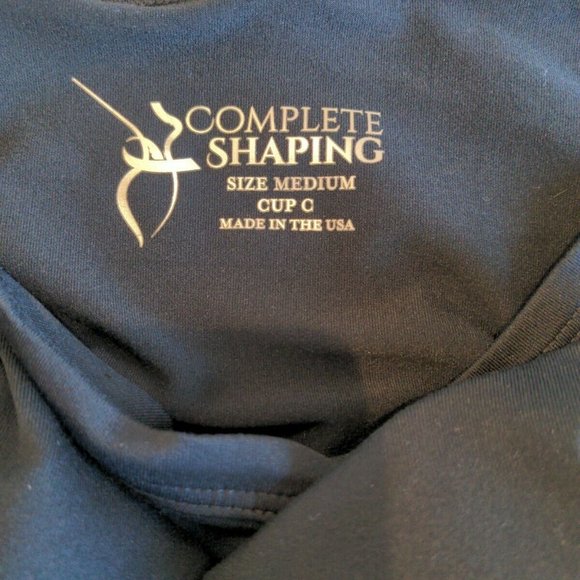 COMPLETE
SHAPING
SIZE MEDIUM
CUP C
MADE IN THE USA